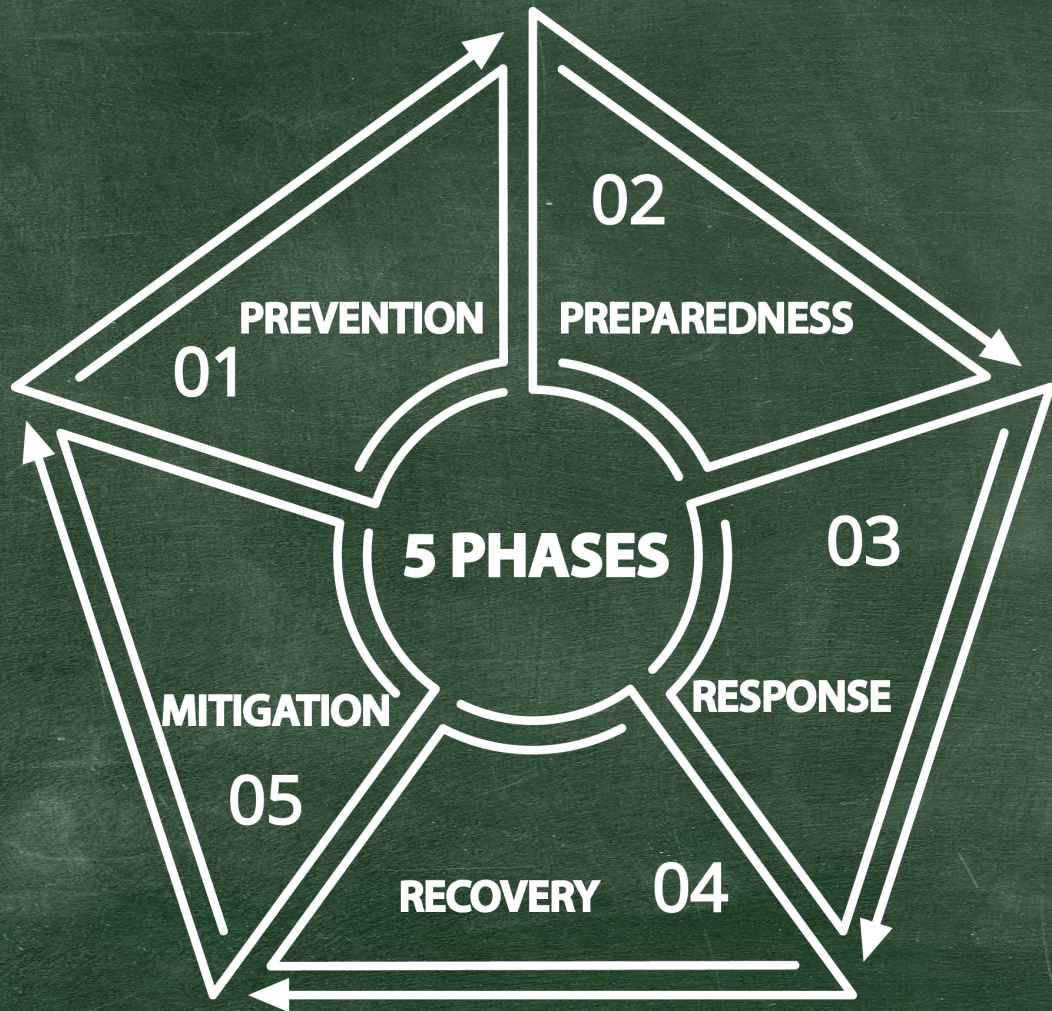 01
PREVENTION
02
PREPAREDNESS
03
RESPONSE
04
RECOVERY
05
MITIGATION
5 PHASES